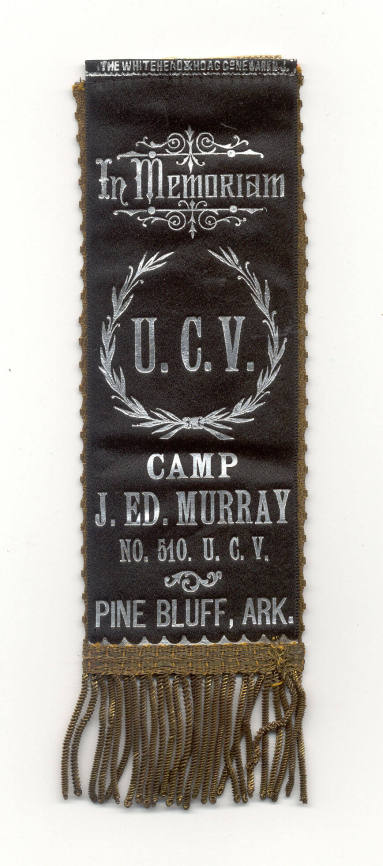 THE WHITEHEAD & HOAG CO. NEWARK N.J.
In Memoriam
U. C. V.
CAMP
J. ED. MURRAY
NO. 510. U. C. V.
PINE BLUFF, ARK.